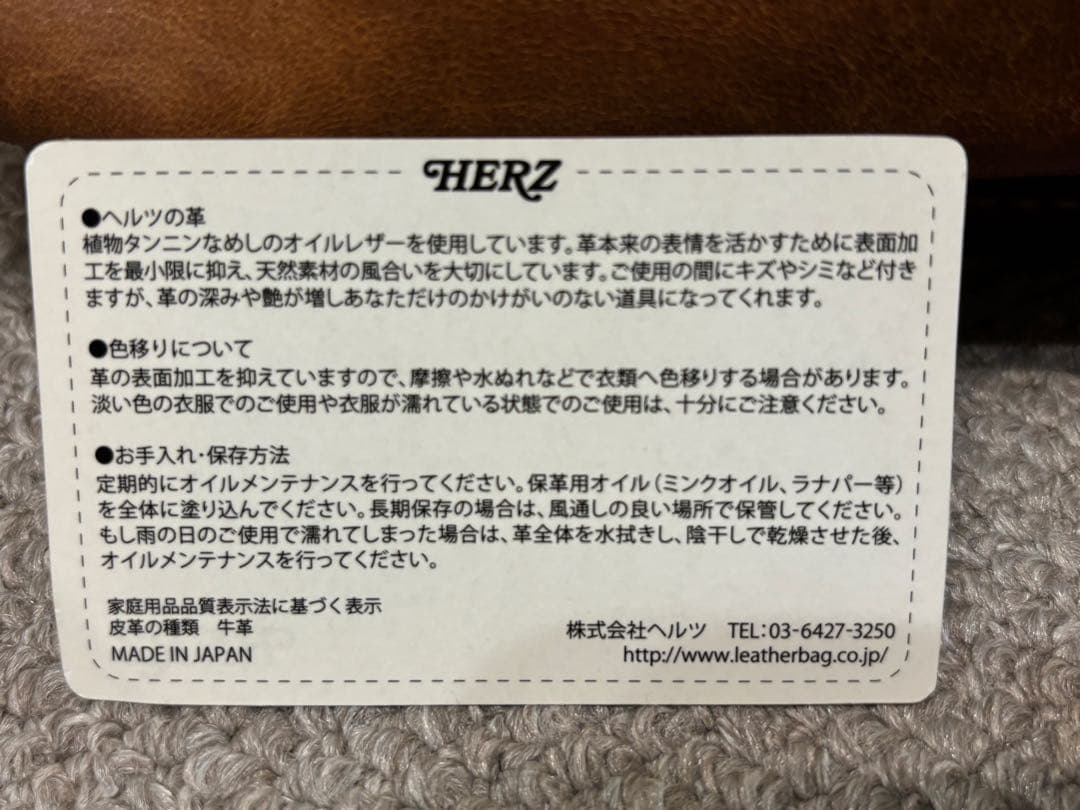 HERZ
●ヘルツの革
植物タンニンなめしのオイルレザーを使用しています。革本来の表情を活かすために表面加
工を最小限に抑え、天然素材の風合いを大切にしています。ご使用の間にキズやシミなど付き
ますが、革の深みや艶が増しあなただけのかけがいのない道具になってくれます。
●色移りについて
革の表面加工を抑えていますので、摩擦や水ぬれなどで衣類へ色移りする場合があります。
淡い色の衣服でのご使用や衣服が濡れている状態でのご使用は、十分にご注意ください。
●お手入れ・保存方法
定期的にオイルメンテナンスを行ってください。保革用オイル（ミンクオイル、ラナパー等）
を全体に塗り込んでください。長期保存の場合は、風通しの良い場所で保管してください。
もし雨の日のご使用で濡れてしまった場合は、革全体を水拭きし、陰干しで乾燥させた後、
オイルメンテナンスを行ってください。
家庭用品品質表示法に基づく表示
皮革の種類　牛革
MADE IN JAPAN
株式会社ヘルツ　TEL：03-6427-3250
http://www.leatherbag.co.jp/